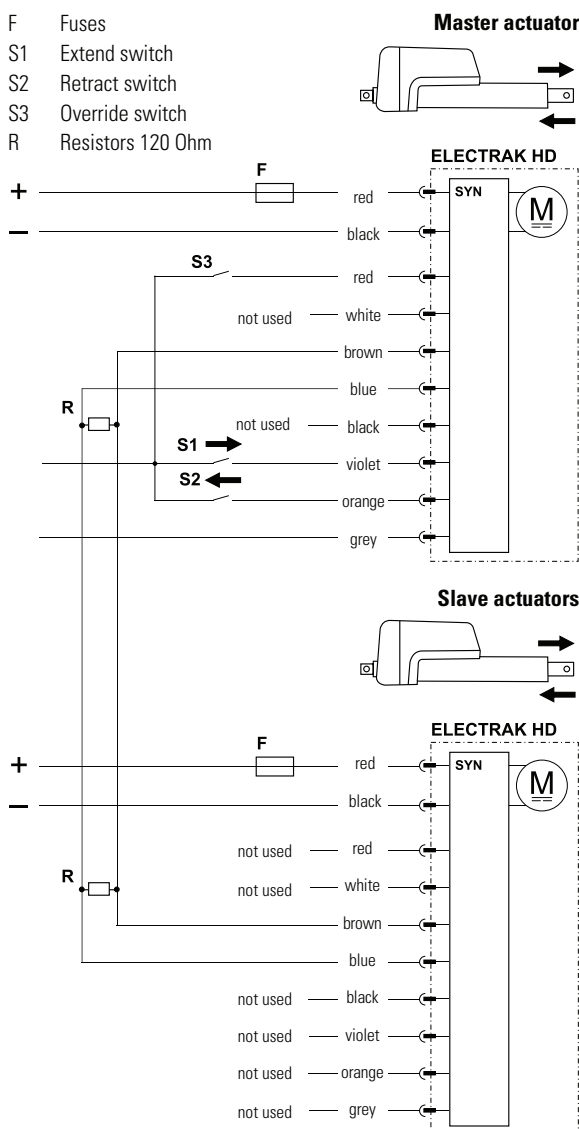 F Fuses
S1 Extend switch
S2 Retract switch
S3 Override switch
R Resistors 120 Ohm
Master actuator
ELECTRAK HD
+
F
red
SYN
M
–
black
S3
red
not used
white
brown
blue
R
not used
black
S1
violet
S2
orange
grey
Slave actuators
ELECTRAK HD
+
F
red
SYN
M
–
black
not used
red
R
not used
white
brown
blue
not used
black
not used
violet
not used
orange
not used
grey